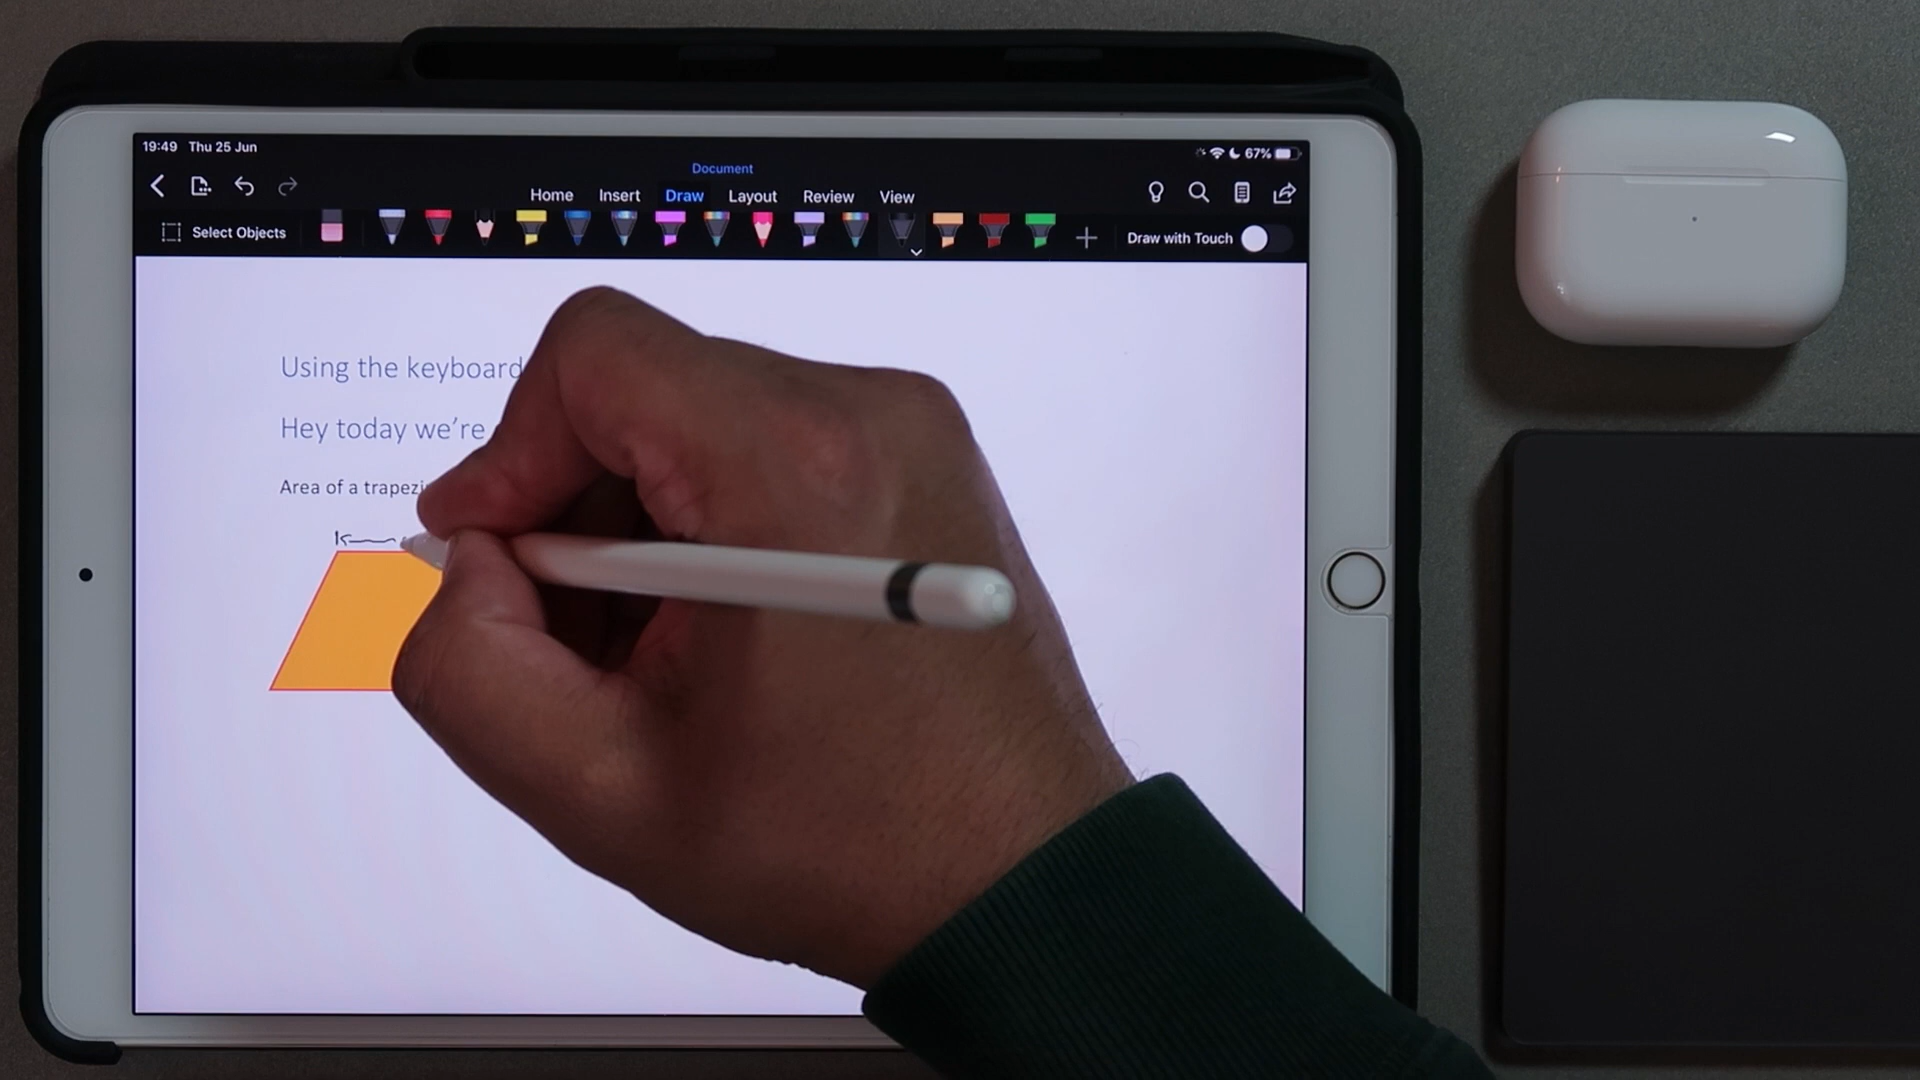 19:49 Thu 25 Jun
67%
Document
Home Insert Draw Layout Review View
Select Objects
Draw with Touch
Using the keyboard
Hey today we’re
Area of a